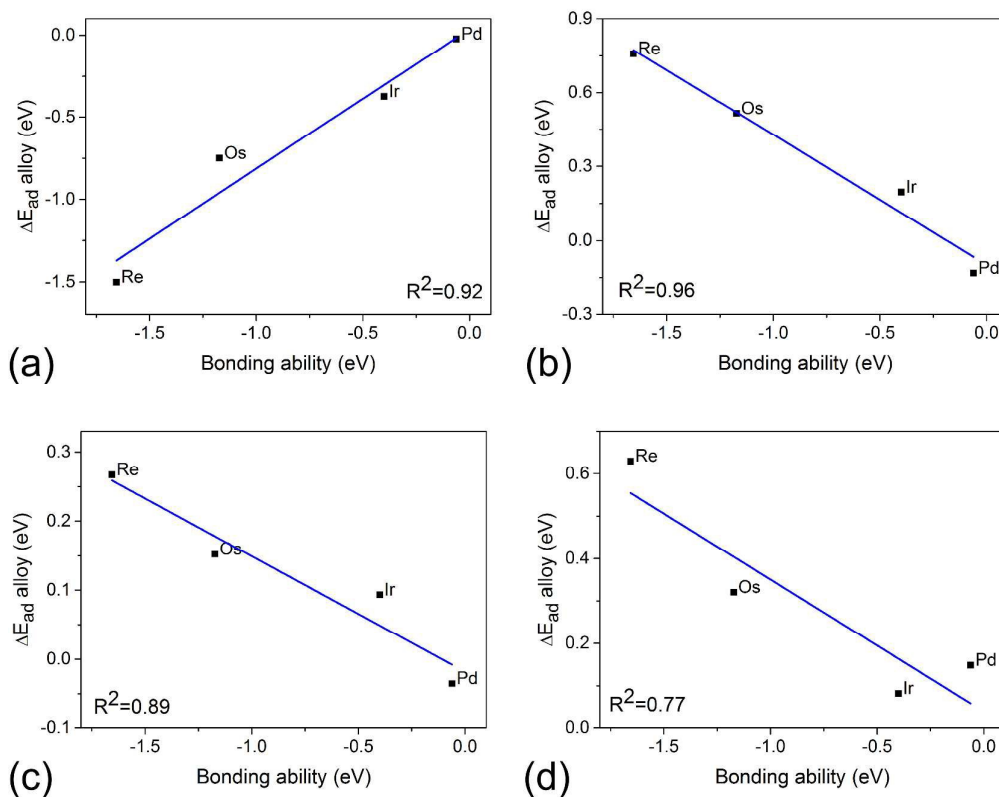 0.0
-0.5
-1.0
-1.5
ΔE_ad alloy (eV)
Pd
Ir
Os
Re
R²=0.92
-1.5 -1.0 -0.5 0.0
Bonding ability (eV)
(a)
0.9
0.6
0.3
0.0
-0.3
ΔE_ad alloy (eV)
Re
Os
Ir
Pd
R²=0.96
-1.5 -1.0 -0.5 0.0
Bonding ability (eV)
(b)
0.3
0.2
0.1
0.0
-0.1
ΔE_ad alloy (eV)
Re
Os
Ir
Pd
R²=0.89
-1.5 -1.0 -0.5 0.0
Bonding ability (eV)
(c)
0.6
0.4
0.2
0.0
ΔE_ad alloy (eV)
Re
Os
Pd
Ir
R²=0.77
-1.5 -1.0 -0.5 0.0
Bonding ability (eV)
(d)